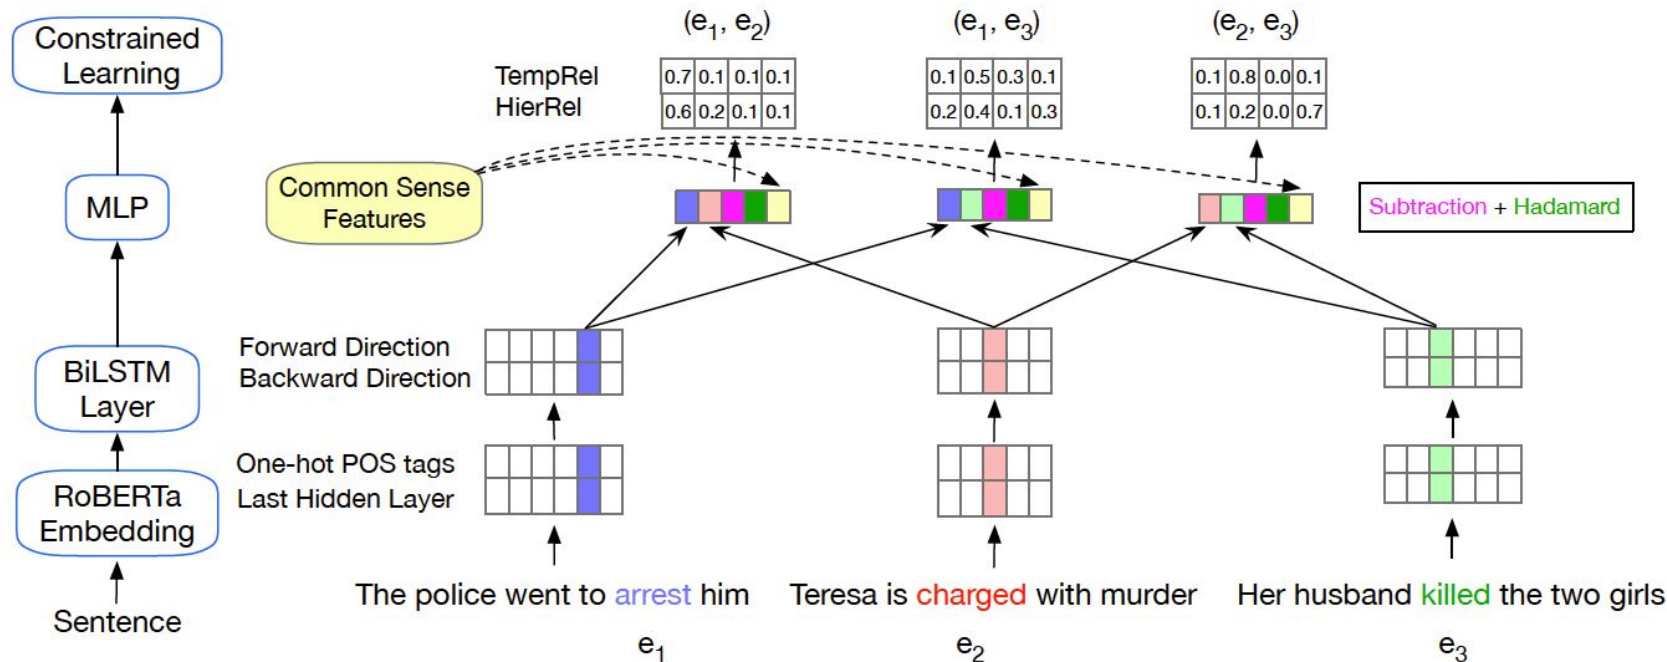 Constrained
Learning
MLP
BiLSTM
Layer
RoBERTa
Embedding
Sentence
(e1, e2)
(e1, e3)
(e2, e3)
TempRel
HierRel
0.7 0.1 0.1 0.1
0.6 0.2 0.1 0.1
0.1 0.5 0.3 0.1
0.2 0.4 0.1 0.3
0.1 0.8 0.0 0.1
0.1 0.2 0.0 0.7
Common Sense
Features
Subtraction + Hadamard
Forward Direction
Backward Direction
One-hot POS tags
Last Hidden Layer
The police went to arrest him
Teresa is charged with murder
Her husband killed the two girls
e1
e2
e3